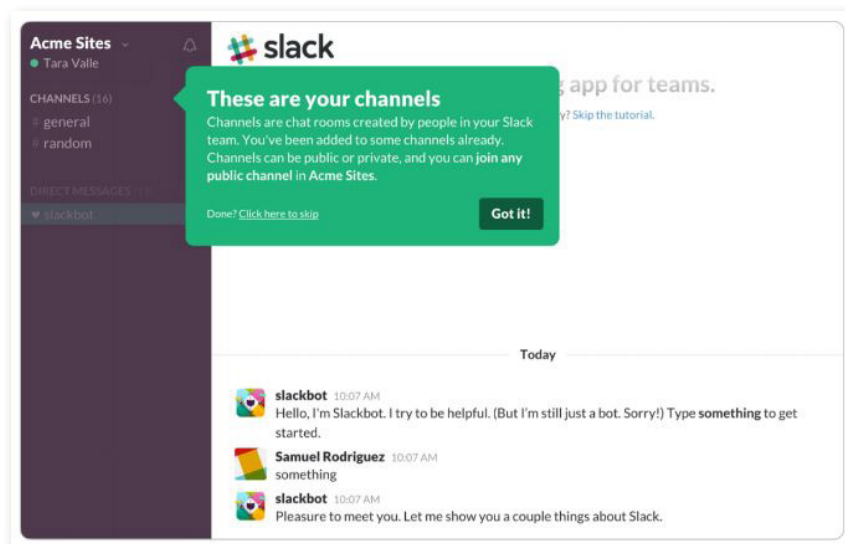 Acme Sites
Tara Valle
CHANNELS (16)
# general
# random
DIRECT MESSAGES
slackbot
slack
app for teams.
Skip the tutorial.
These are your channels
Channels are chat rooms created by people in your Slack
team. You've been added to some channels already.
Channels can be public or private, and you can join any
public channel in Acme Sites.
Done? Click here to skip
Got it!
Today
slackbot 10:07 AM
Hello, I'm Slackbot. I try to be helpful. (But I'm still just a bot. Sorry!) Type something to get
started.
Samuel Rodriguez 10:07 AM
something
slackbot 10:07 AM
Pleasure to meet you. Let me show you a couple things about Slack.